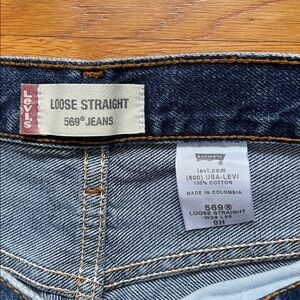 LEVI'S
LOOSE STRAIGHT
569® JEANS
LEVI'S
®
levi.com
(800) USA-LEVI
100% COTTON
MADE IN COLOMBIA
569®
LOOSE STRAIGHT
9H